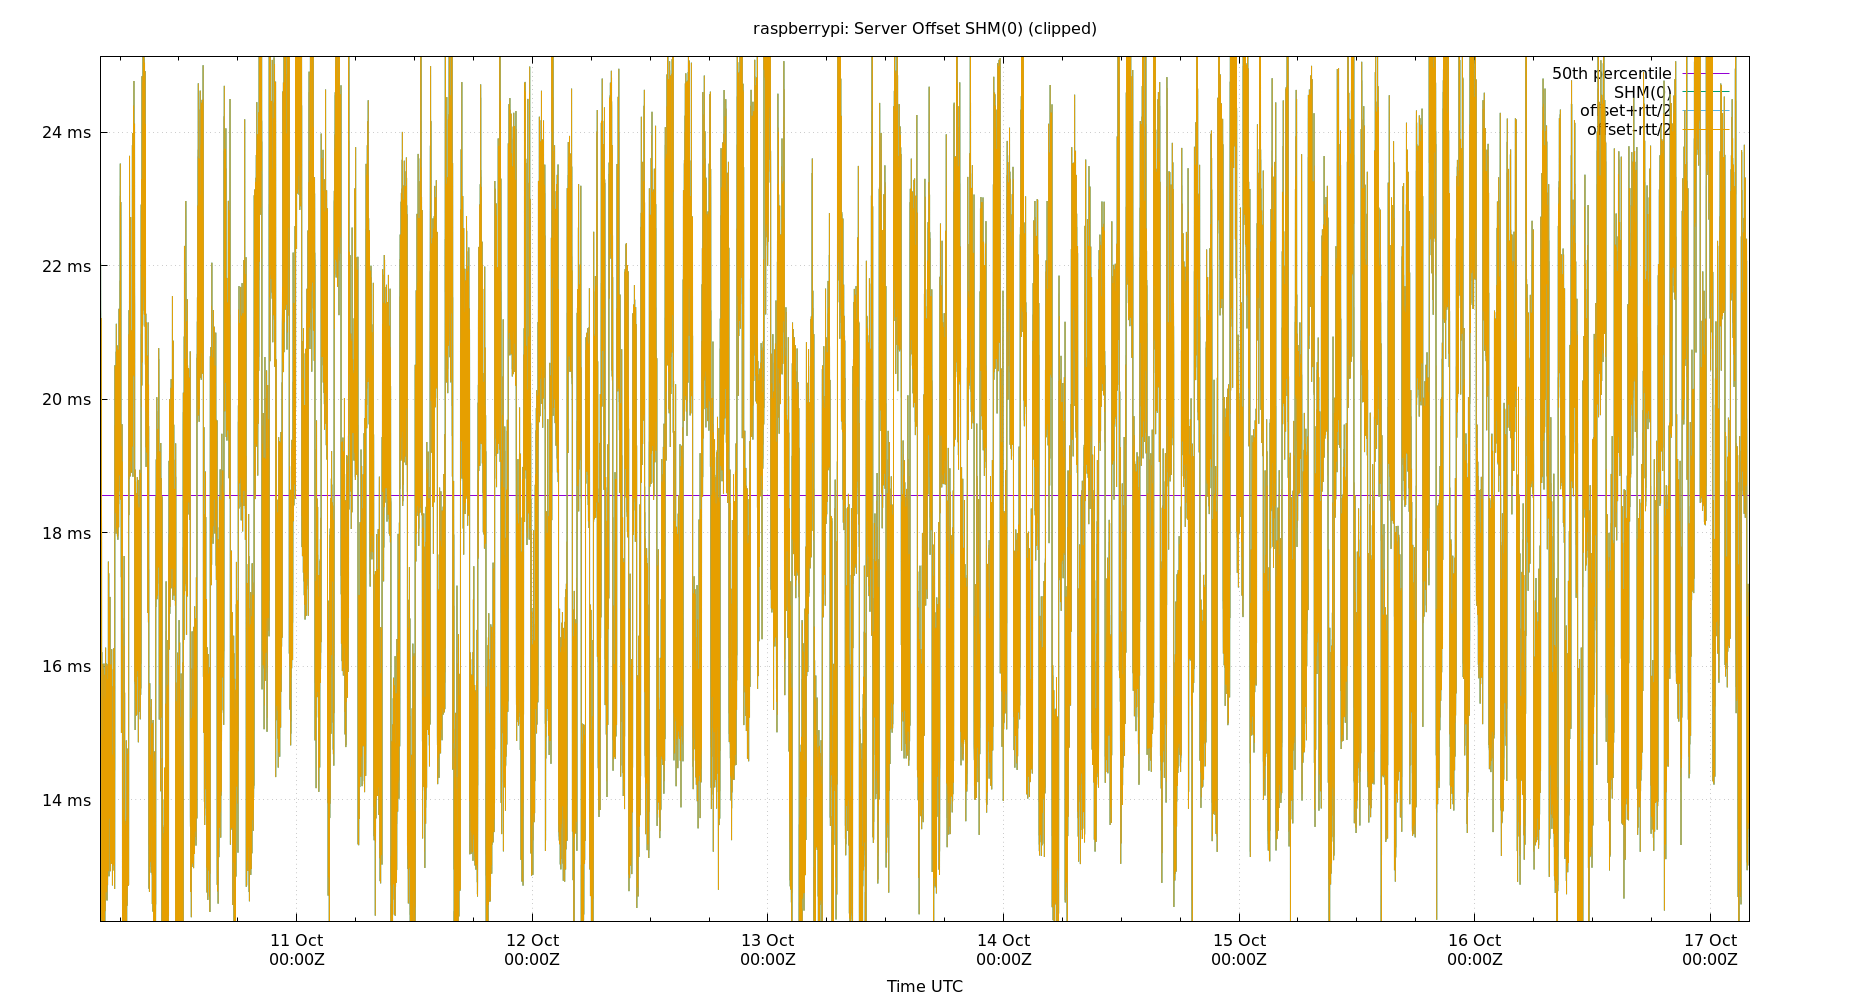 raspberrypi: Server Offset SHM(0) (clipped)
50th percentile
SHM(0)
offset+rtt/2
offset-rtt/2
24 ms
22 ms
20 ms
18 ms
16 ms
14 ms
11 Oct 12 Oct 13 Oct 14 Oct 15 Oct 16 Oct 17 Oct
00:00Z 00:00Z 00:00Z 00:00Z 00:00Z 00:00Z 00:00Z
Time UTC